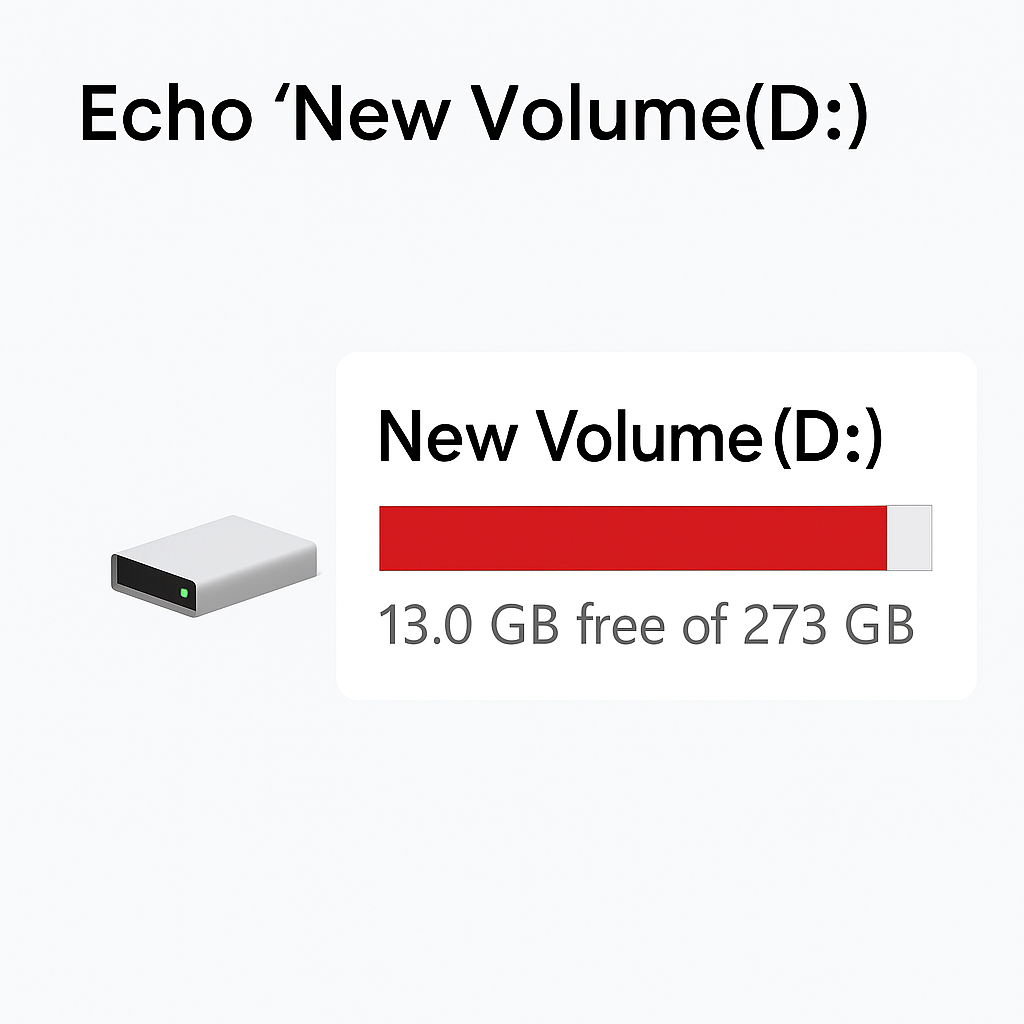 Echo ‘New Volume(D:)
New Volume (D:)
13.0 GB free of 273 GB